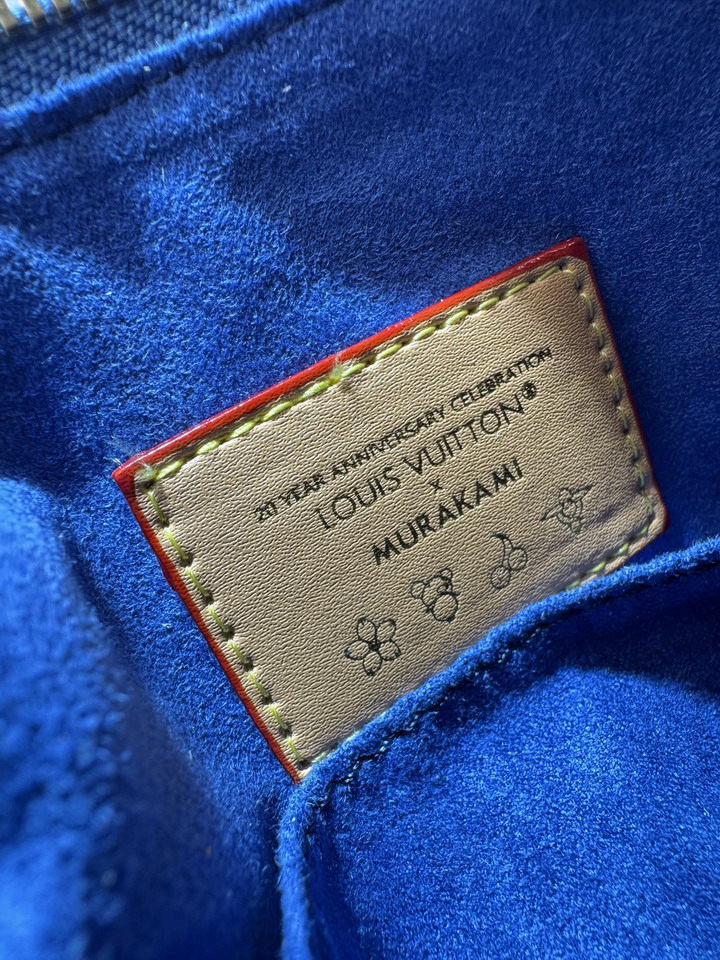 20 YEAR ANNIVERSARY CELEBRATION
LOUIS VUITTON®
×
MURAKAMI